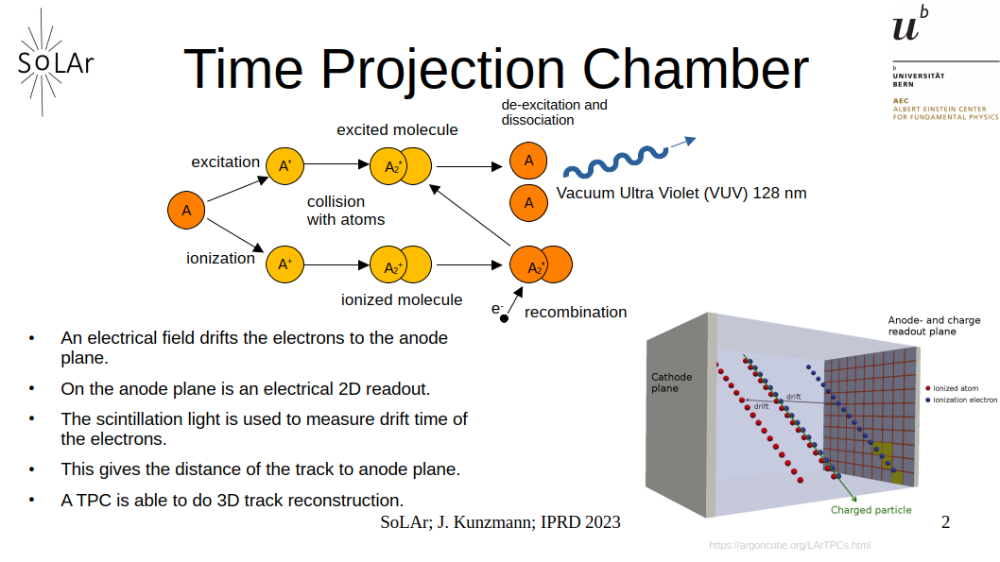 SoLAr
Time Projection Chamber
u^b
b
UNIVERSITÄT
BERN
AEC
ALBERT EINSTEIN CENTER
FOR FUNDAMENTAL PHYSICS
de-excitation and
dissociation
excited molecule
excitation
A*
A₂*
A
A
Vacuum Ultra Violet (VUV) 128 nm
A
collision
with atoms
ionization
A⁺
A₂⁺
A₂*
ionized molecule
e⁻
recombination
• An electrical field drifts the electrons to the anode
plane.
• On the anode plane is an electrical 2D readout.
• The scintillation light is used to measure drift time of
the electrons.
• This gives the distance of the track to anode plane.
• A TPC is able to do 3D track reconstruction.
Anode- and charge
readout plane
Cathode
plane
drift
drift
Ionized atom
Ionization electron
Charged particle
SoLAr; J. Kunzmann; IPRD 2023
2
https://argoncube.org/LArTPCs.html